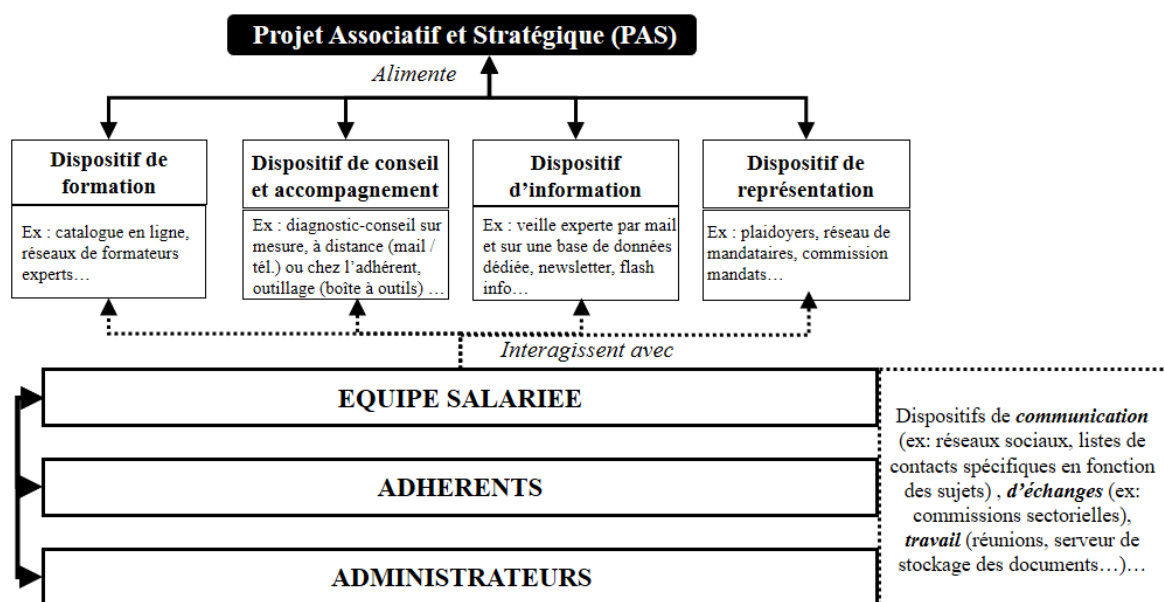 Projet Associatif et Stratégique (PAS)
Alimente
Dispositif de
formation
Ex : catalogue en ligne,
réseaux de formateurs
experts…
Dispositif de conseil
et accompagnement
Ex : diagnostic-conseil sur
mesure, à distance (mail /
tél.) ou chez l’adhérent,
outillage (boîte à outils) …
Dispositif
d’information
Ex : veille experte par mail
et sur une base de données
dédiée, newsletter, flash
info…
Dispositif de
représentation
Ex : plaidoyers, réseau de
mandataires, commission
mandats…
Interagissent avec
EQUIPE SALARIEE
ADHERENTS
ADMINISTRATEURS
Dispositifs de communication
(ex: réseaux sociaux, listes de
contacts spécifiques en fonction
des sujets) , d’échanges (ex:
commissions sectorielles),
travail (réunions, serveur de
stockage des documents…)…